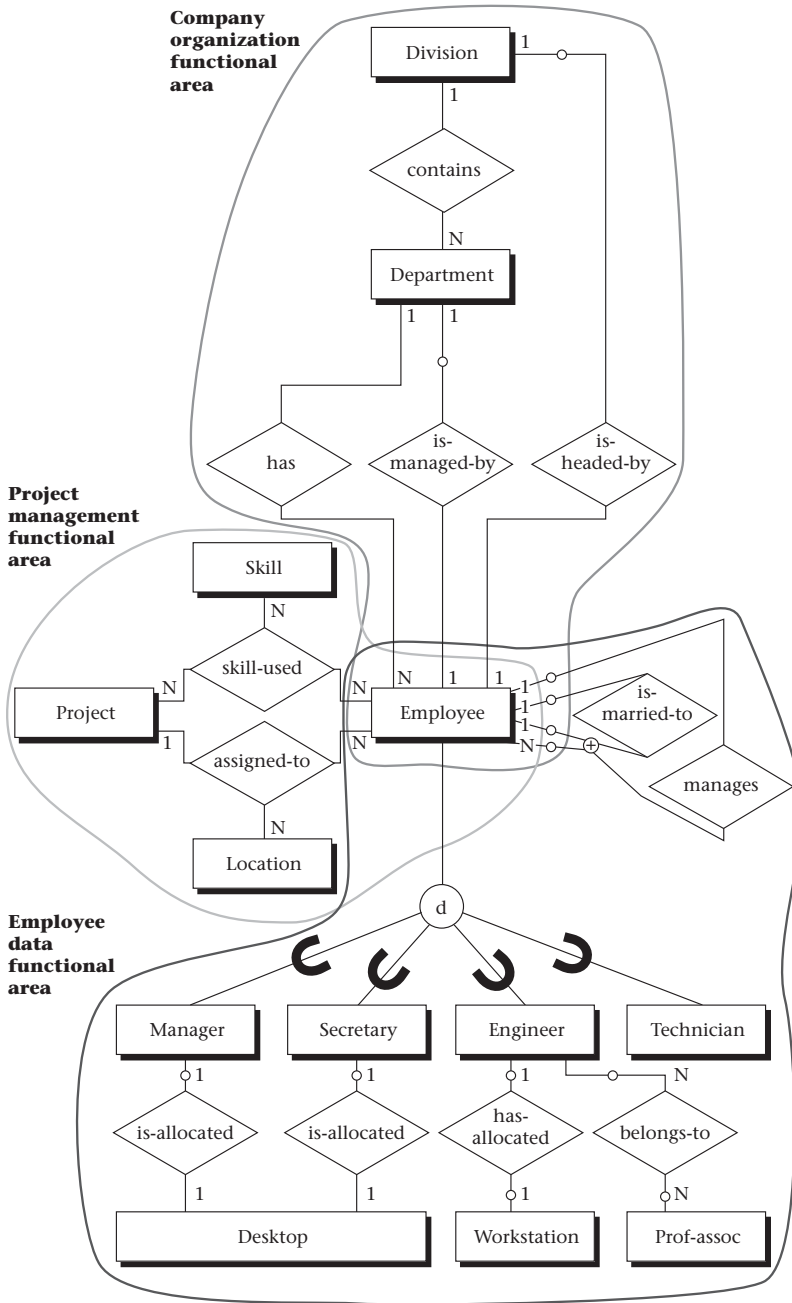 Company
organization
functional
area
Division
1
1
contains
N
Department
1
1
has
is-
managed-by
is-
headed-by
Project
management
functional
area
Skill
N
skill-used
N
N
N
1
1
1
Project
Employee
1
is-
married-to
1
1
N
N
+
assigned-to
manages
N
Location
d
Employee
data
functional
area
Manager
Secretary
Engineer
Technician
1
1
1
N
is-allocated
is-allocated
has-
allocated
belongs-to
1
1
1
N
Desktop
Workstation
Prof-assoc